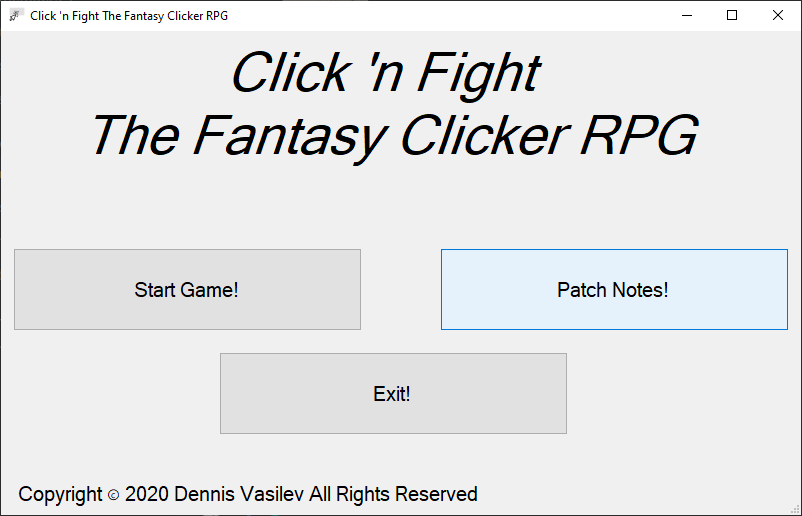 Click 'n Fight The Fantasy Clicker RPG
Click 'n Fight
The Fantasy Clicker RPG
Start Game!
Patch Notes!
Exit!
Copyright © 2020 Dennis Vasilev All Rights Reserved